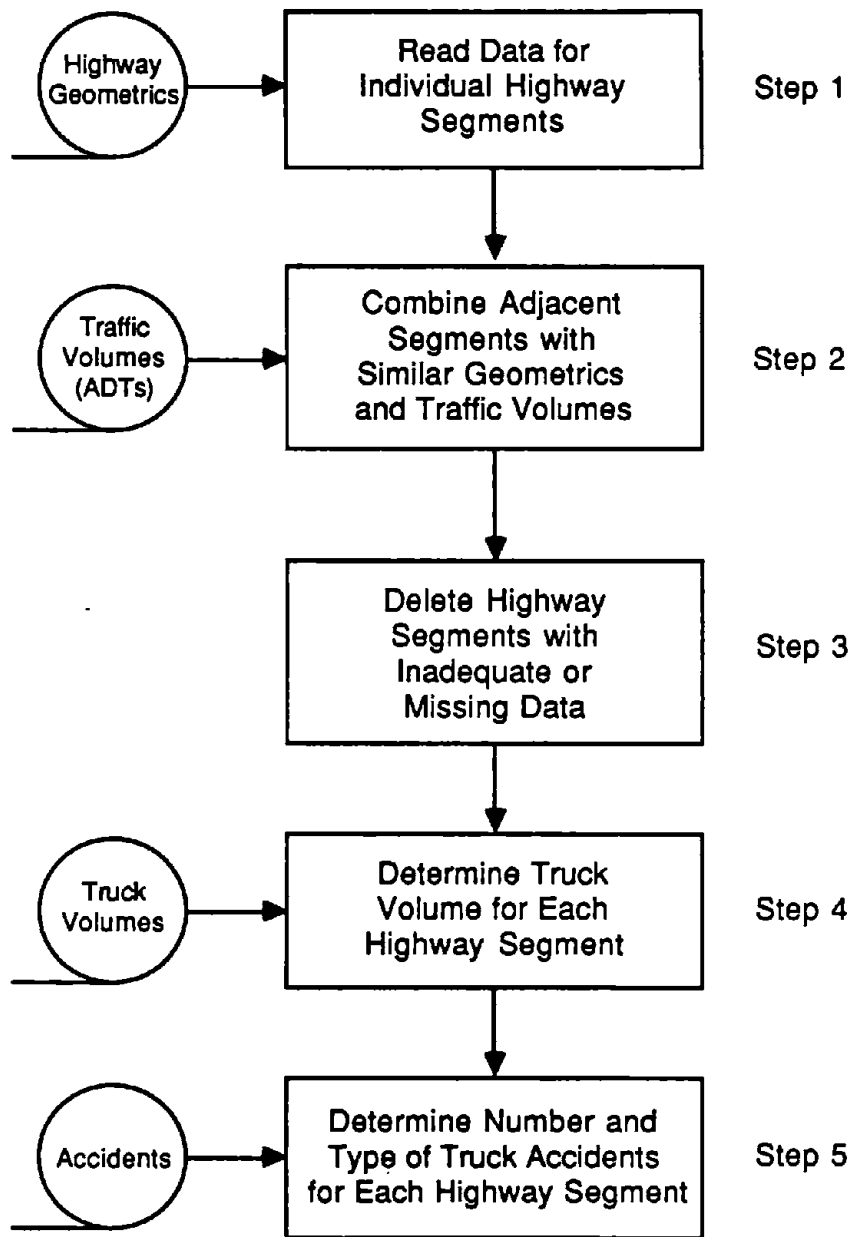 Highway
Geometrics
Read Data for
Individual Highway
Segments
Step 1
Traffic
Volumes
(ADTs)
Combine Adjacent
Segments with
Similar Geometrics
and Traffic Volumes
Step 2
Delete Highway
Segments with
Inadequate or
Missing Data
Step 3
Truck
Volumes
Determine Truck
Volume for Each
Highway Segment
Step 4
Accidents
Determine Number and
Type of Truck Accidents
for Each Highway Segment
Step 5